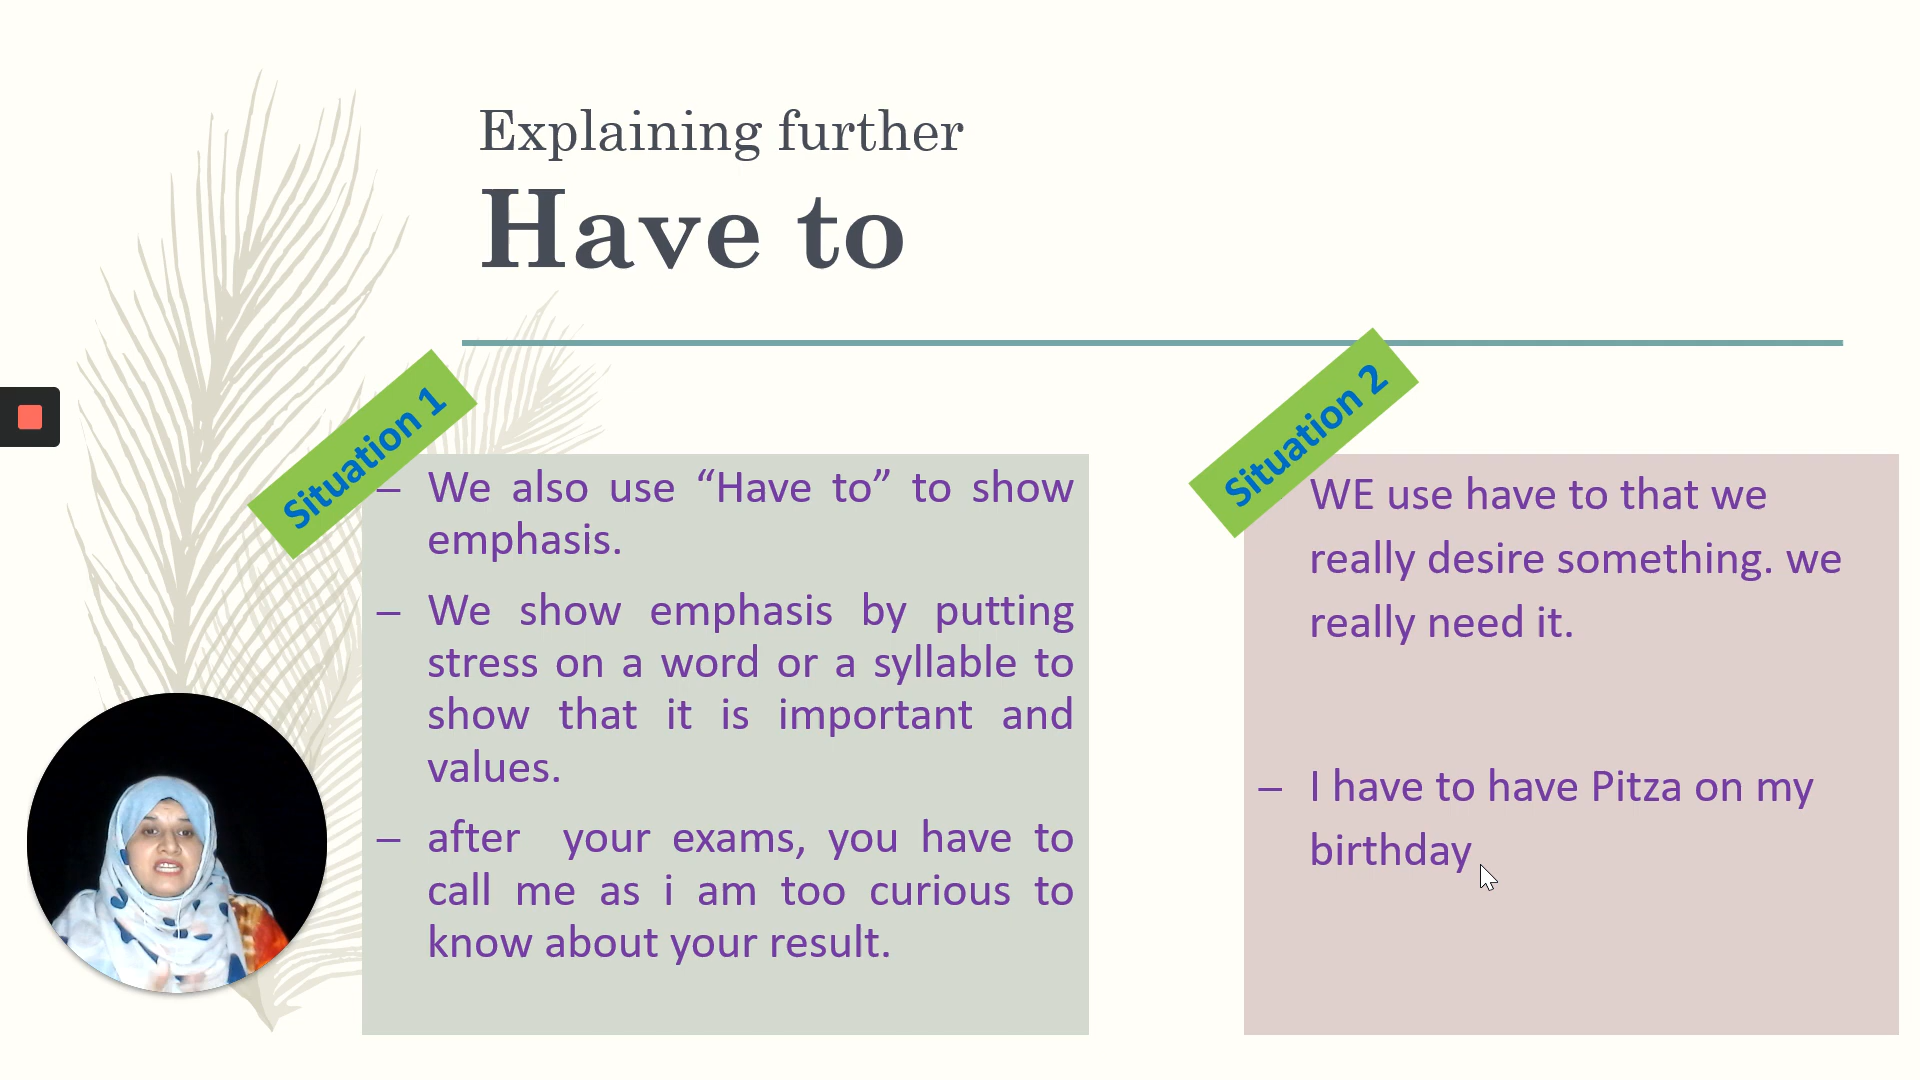 Explaining further
Have to
Situation 1
– We also use “Have to” to show
emphasis.
– We show emphasis by putting
stress on a word or a syllable to
show that it is important and
values.
– after your exams, you have to
call me as i am too curious to
know about your result.
Situation 2
WE use have to that we
really desire something. we
really need it.
– I have to have Pitza on my
birthday